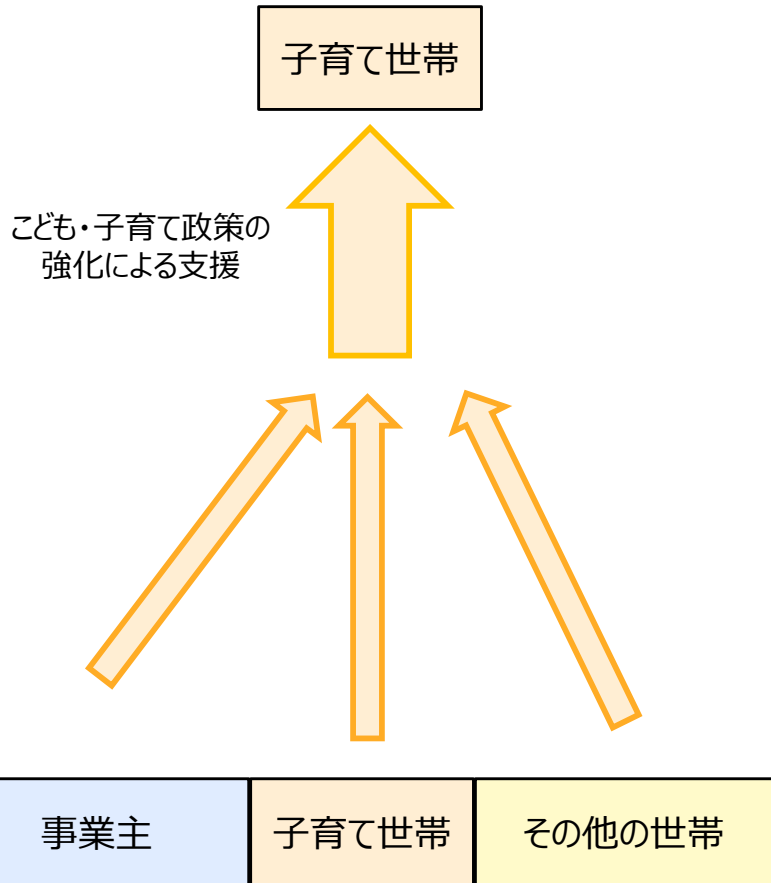 子育て世帯
こども・子育て政策の
強化による支援
事業主
子育て世帯
その他の世帯